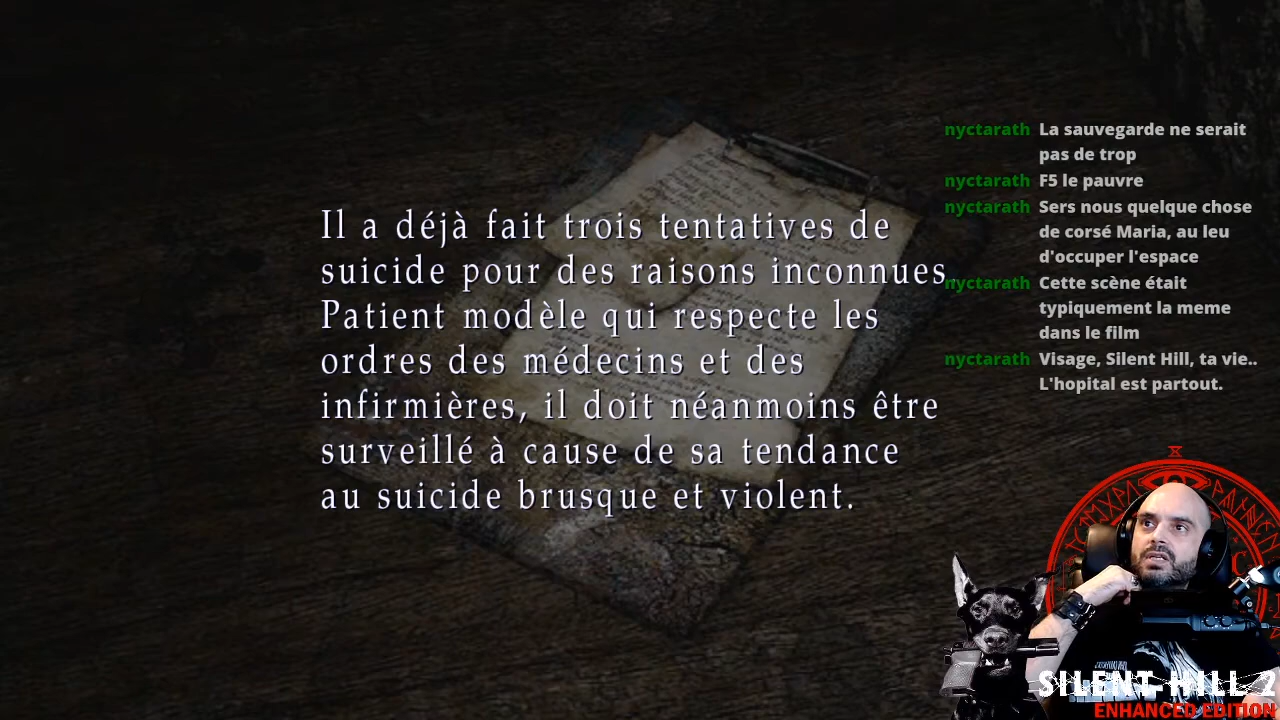 Il a déjà fait trois tentatives de
suicide pour des raisons inconnues.
Patient modèle qui respecte les
ordres des médecins et des
infirmières, il doit néanmoins être
surveillé à cause de sa tendance
au suicide brusque et violent.
nyctarath La sauvegarde ne serait
pas de trop
nyctarath F5 le pauvre
nyctarath Sers nous quelque chose
de corsé Maria, au leu
d'occuper l'espace
nyctarath Cette scène était
typiquement la meme
dans le film
nyctarath Visage, Silent Hill, ta vie..
L'hopital est partout.
SILENT HILL 2
ENHANCED EDITION